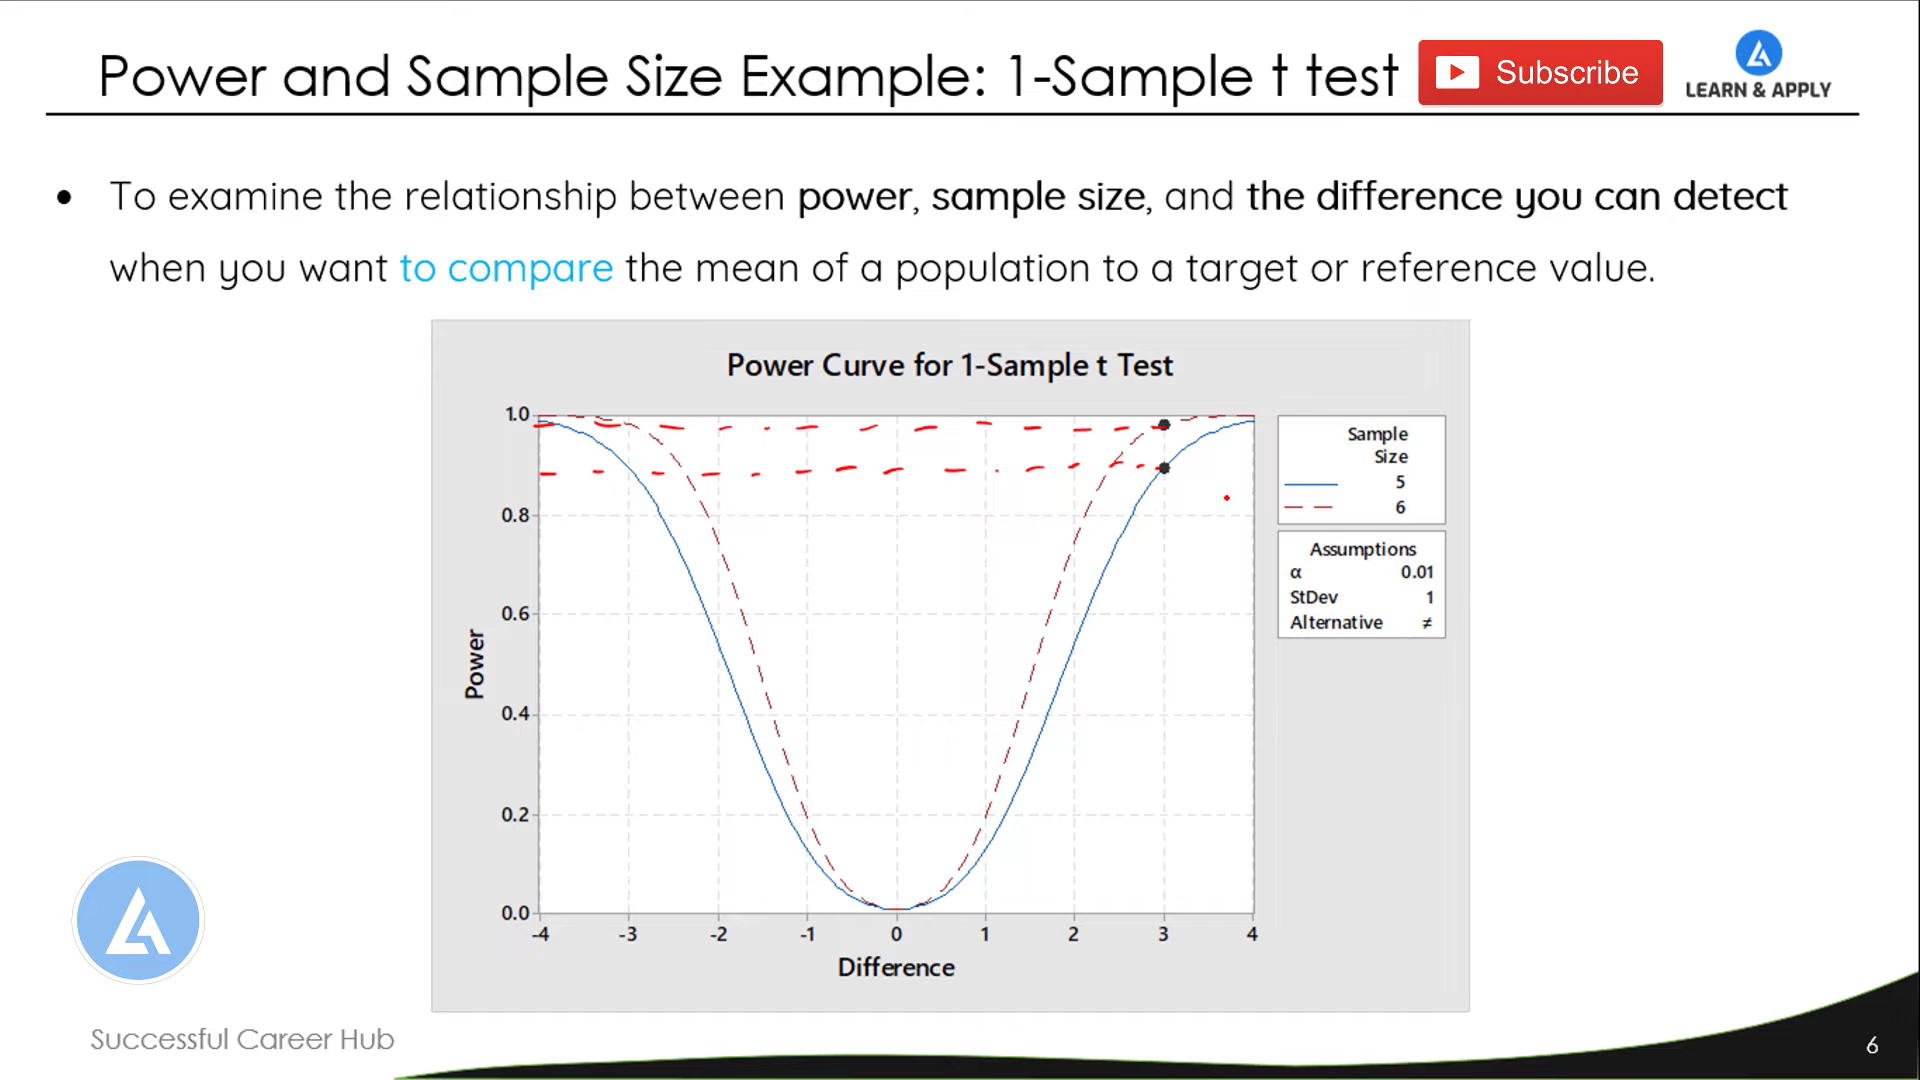 Power and Sample Size Example: 1-Sample t test
Subscribe
LEARN & APPLY
• To examine the relationship between power, sample size, and the difference you can detect
when you want to compare the mean of a population to a target or reference value.
Power Curve for 1-Sample t Test
1.0
0.8
0.6
0.4
0.2
0.0
Power
-4 -3 -2 -1 0 1 2 3 4
Difference
Sample
Size
5
6
Assumptions
α 0.01
StDev 1
Alternative ≠
Successful Career Hub
6